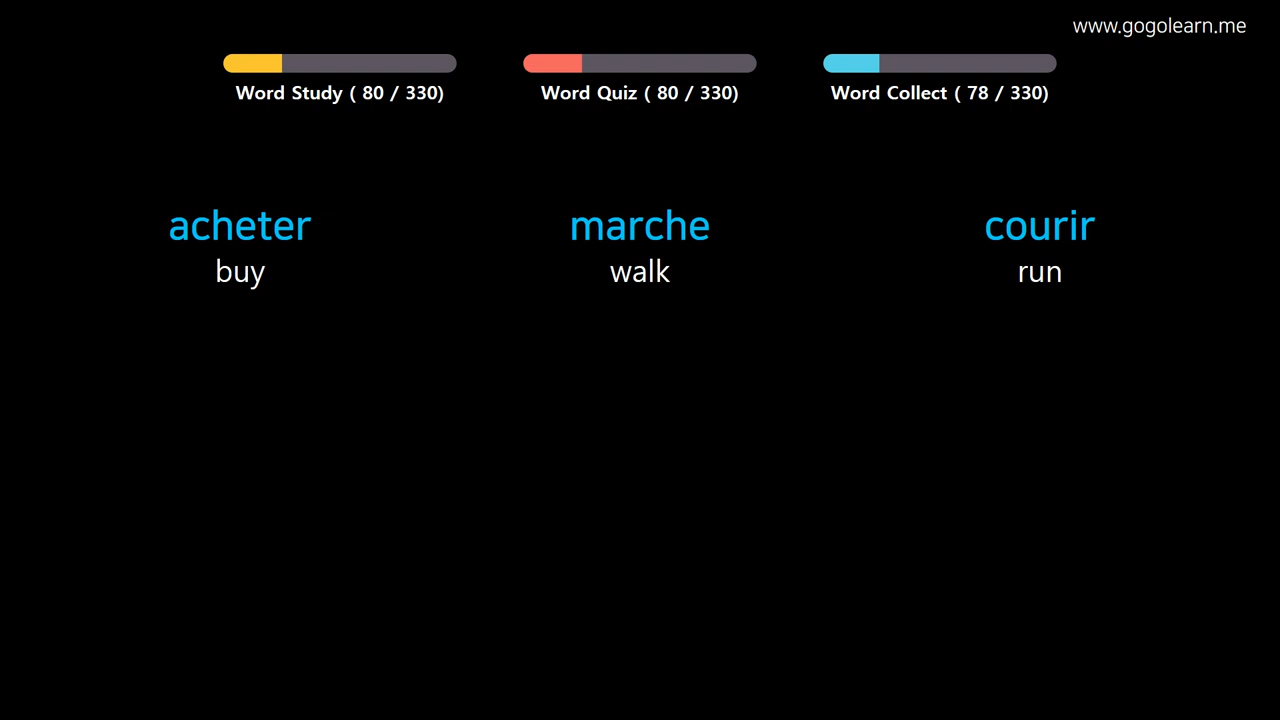 www.gogolearn.me
Word Study ( 80 / 330)
Word Quiz ( 80 / 330)
Word Collect ( 78 / 330)
acheter
buy
marche
walk
courir
run